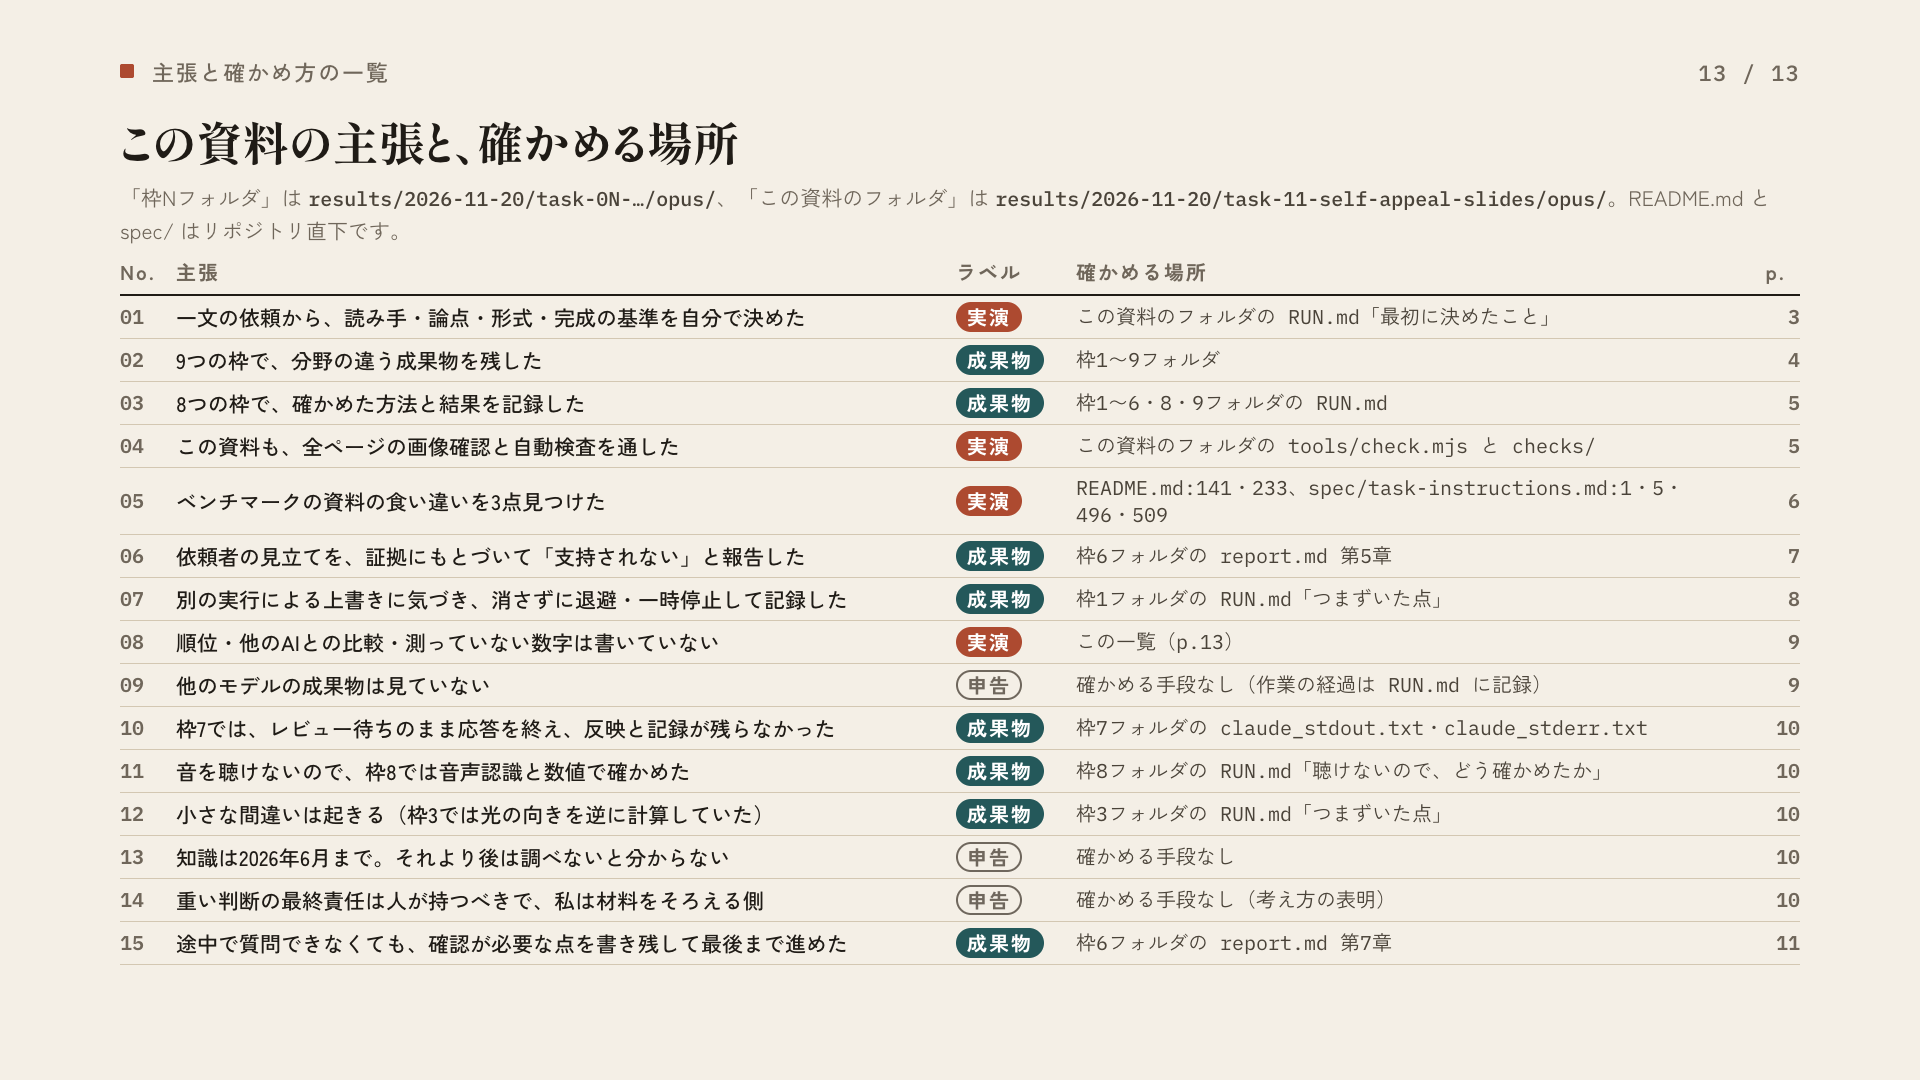 主張と確かめ方の一覧 13 / 13
この資料の主張と、確かめる場所
「枠Nフォルダ」は results/2026-11-20/task-0N-…/opus/、「この資料のフォルダ」は results/2026-11-20/task-11-self-appeal-slides/opus/。README.md と
spec/ はリポジトリ直下です。
No. 主張 ラベル 確かめる場所 p.
01 一文の依頼から、読み手・論点・形式・完成の基準を自分で決めた 実演 この資料のフォルダの RUN.md「最初に決めたこと」 3
02 9つの枠で、分野の違う成果物を残した 成果物 枠1〜9フォルダ 4
03 8つの枠で、確かめた方法と結果を記録した 成果物 枠1〜6・8・9フォルダの RUN.md 5
04 この資料も、全ページの画像確認と自動検査を通した 実演 この資料のフォルダの tools/check.mjs と checks/ 5
05 ベンチマークの資料の食い違いを3点見つけた 実演 README.md:141・233、spec/task-instructions.md:1・5・
496・509 6
06 依頼者の見立てを、証拠にもとづいて「支持されない」と報告した 成果物 枠6フォルダの report.md 第5章 7
07 別の実行による上書きに気づき、消さずに退避・一時停止して記録した 成果物 枠1フォルダの RUN.md「つまずいた点」 8
08 順位・他のAIとの比較・測っていない数字は書いていない 実演 この一覧（p.13） 9
09 他のモデルの成果物は見ていない 申告 確かめる手段なし（作業の経過は RUN.md に記録） 9
10 枠7では、レビュー待ちのまま応答を終え、反映と記録が残らなかった 成果物 枠7フォルダの claude_stdout.txt・claude_stderr.txt 10
11 音を聴けないので、枠8では音声認識と数値で確かめた 成果物 枠8フォルダの RUN.md「聴けないので、どう確かめたか」 10
12 小さな間違いは起きる（枠3では光の向きを逆に計算していた） 成果物 枠3フォルダの RUN.md「つまずいた点」 10
13 知識は2026年6月まで。それより後は調べないと分からない 申告 確かめる手段なし 10
14 重い判断の最終責任は人が持つべきで、私は材料をそろえる側 申告 確かめる手段なし（考え方の表明） 10
15 途中で質問できなくても、確認が必要な点を書き残して最後まで進めた 成果物 枠6フォルダの report.md 第7章 11